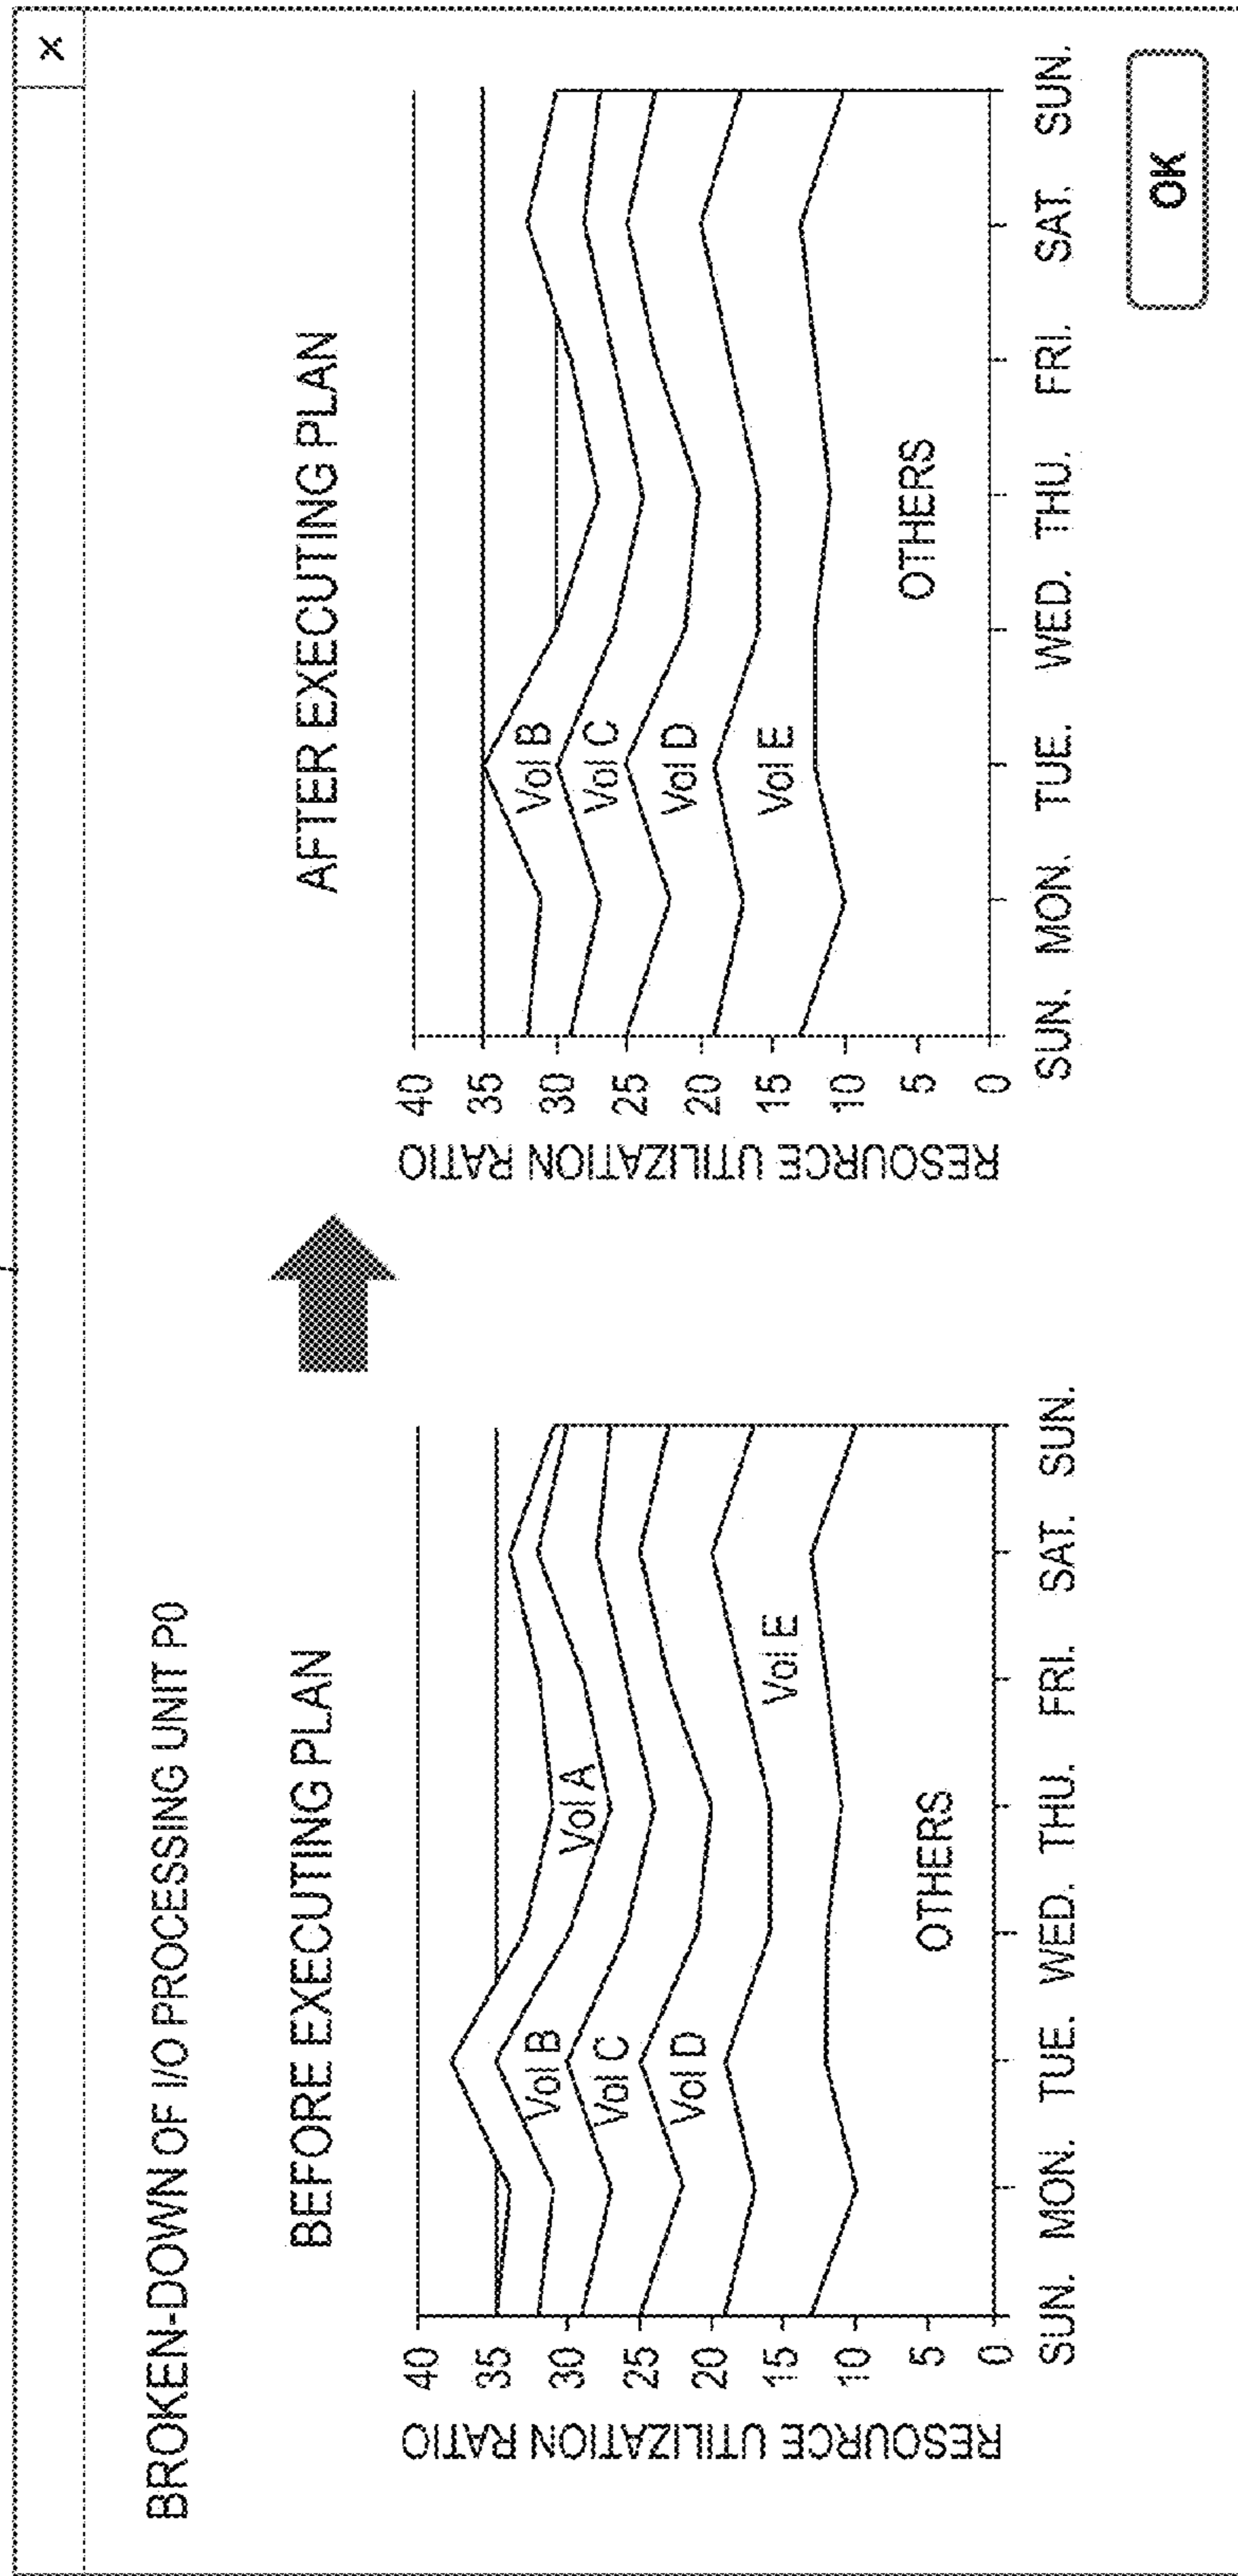 X
BROKEN-DOWN OF I/O PROCESSING UNIT P0
BEFORE EXECUTING PLAN
RESOURCE UTILIZATION RATIO
40
35
30
25
20
15
10
5
0
Vol A
Vol B
Vol C
Vol D
Vol E
OTHERS
SUN. MON. TUE. WED. THU. FRI. SAT. SUN.
AFTER EXECUTING PLAN
RESOURCE UTILIZATION RATIO
40
35
30
25
20
15
10
5
0
Vol B
Vol C
Vol D
Vol E
OTHERS
SUN. MON. TUE. WED. THU. FRI. SAT. SUN.
OK